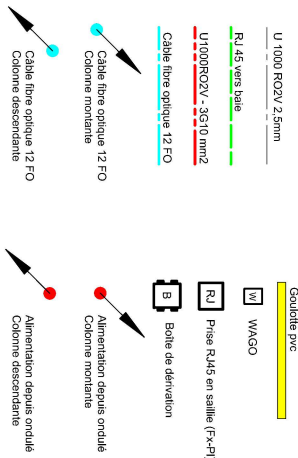 U 1000 RO2V 2,5mm
RJ 45 vers baie
U1000RO2V - 3G10 mm2
Câble fibre optique 12 FO
Câble fibre optique 12 FO
Colonne montante
Câble fibre optique 12 FO
Colonne descendante
Goulotte pvc
W
WAGO
RJ
Prise RJ45 en saillie (Fx-P)
B
Boîte de dérivation
Alimentation depuis ondulé
Colonne montante
Alimentation depuis ondulé
Colonne descendante